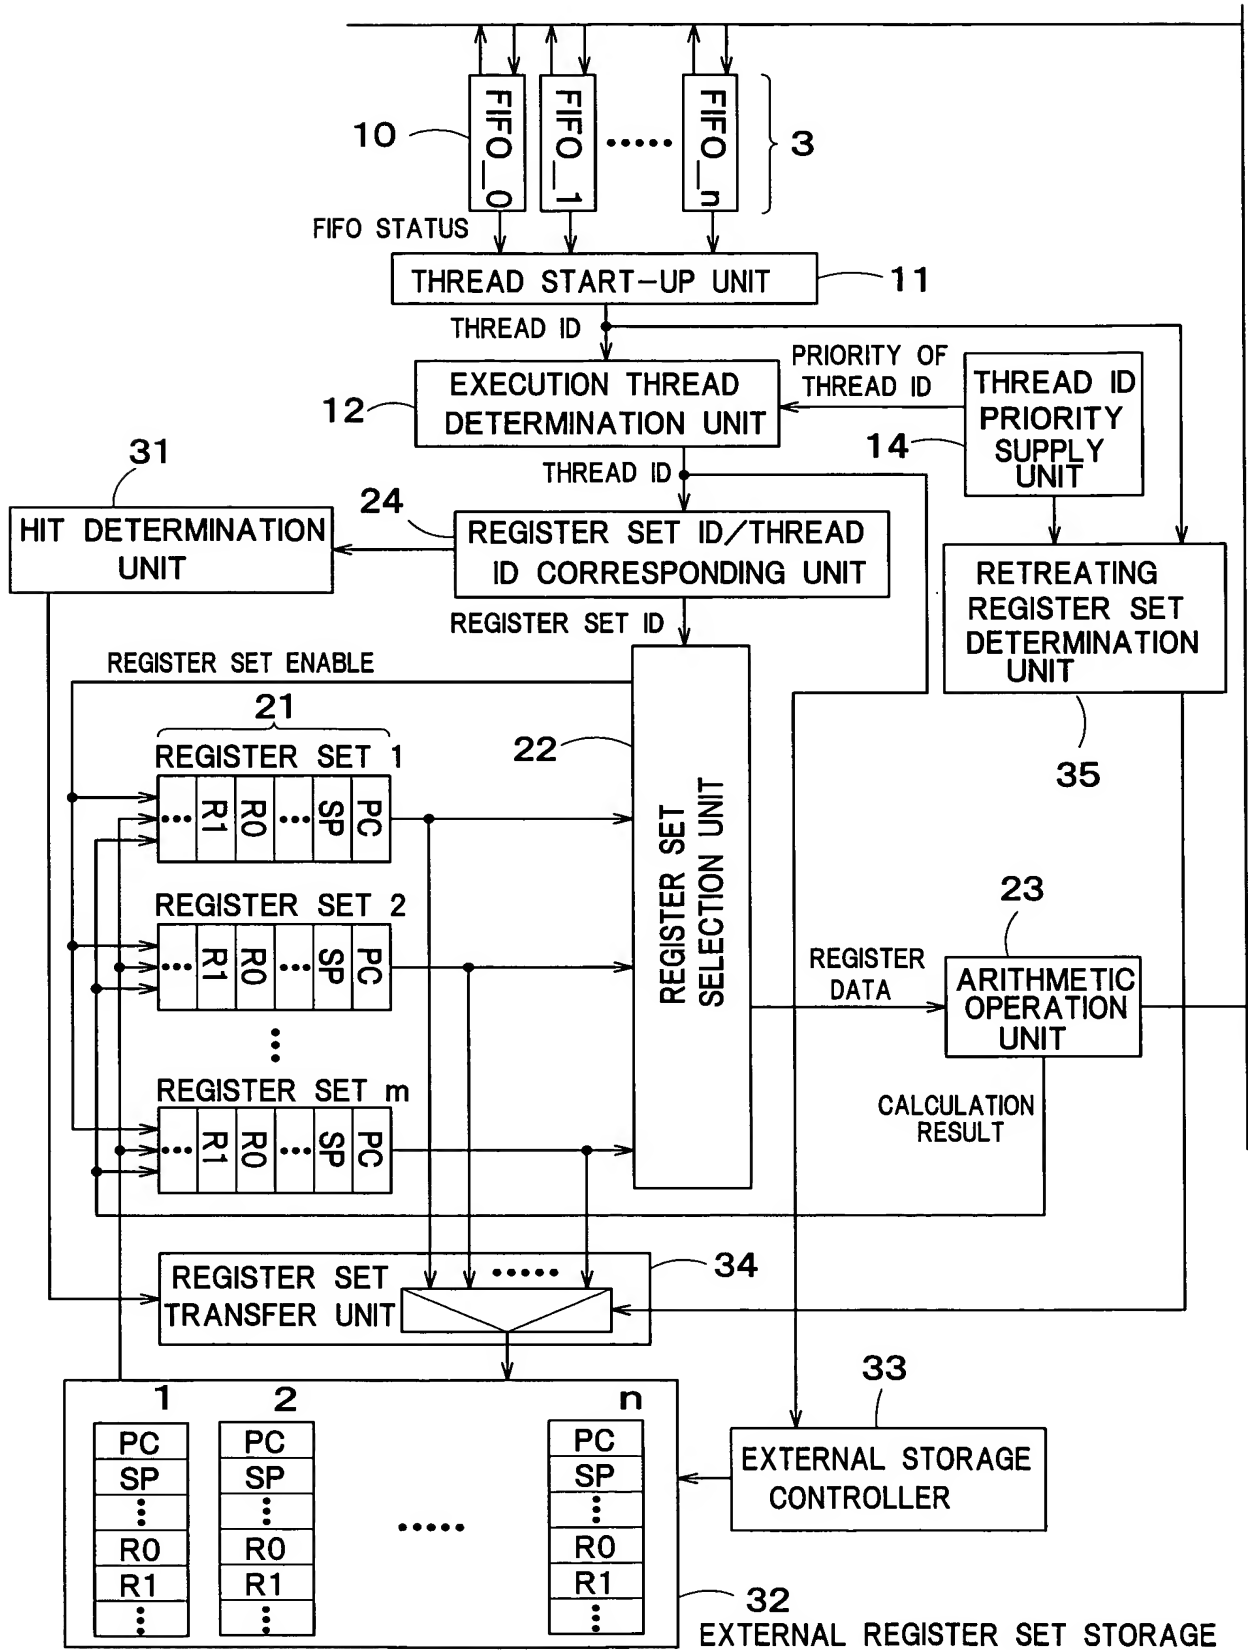 FIFO_0
FIFO_1
.....
FIFO_n
10
3
FIFO STATUS
THREAD START-UP UNIT
11
THREAD ID
PRIORITY OF
THREAD ID
EXECUTION THREAD
DETERMINATION UNIT
12
THREAD ID
PRIORITY
SUPPLY
UNIT
14
31
THREAD ID
24
HIT DETERMINATION
UNIT
REGISTER SET ID/THREAD
ID CORRESPONDING UNIT
RETREATING
REGISTER SET
DETERMINATION
UNIT
35
REGISTER SET ID
REGISTER SET ENABLE
21
22
REGISTER SET 1
... R1 R0 ... SP PC
REGISTER SET
SELECTION UNIT
REGISTER SET 2
... R1 R0 ... SP PC
...
REGISTER SET m
... R1 R0 ... SP PC
23
REGISTER
DATA
ARITHMETIC
OPERATION
UNIT
CALCULATION
RESULT
REGISTER SET
TRANSFER UNIT
.....
34
33
1 2 n
PC PC PC
SP SP SP
... ... ...
R0 R0 ..... R0
R1 R1 R1
... ... ...
EXTERNAL STORAGE
CONTROLLER
32
EXTERNAL REGISTER SET STORAGE